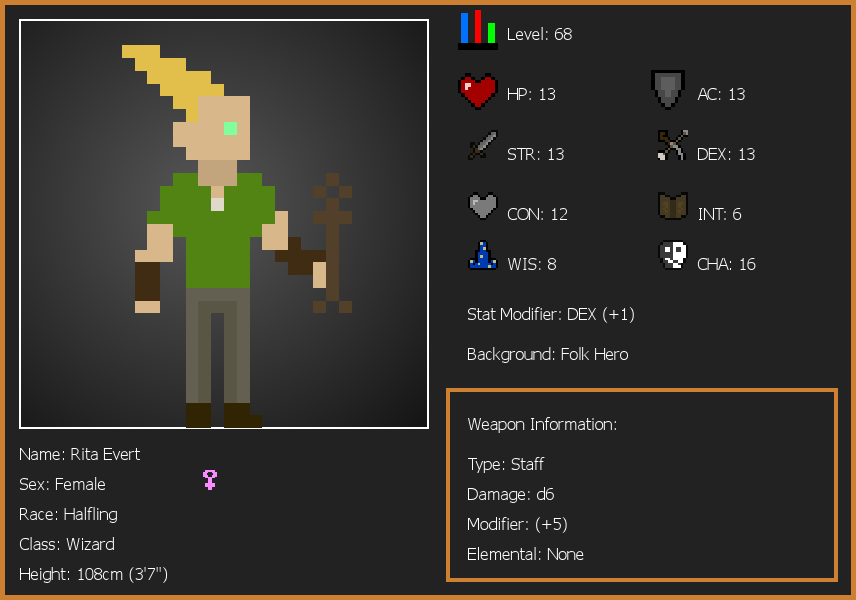 Level: 68
HP: 13
AC: 13
STR: 13
DEX: 13
CON: 12
INT: 6
WIS: 8
CHA: 16
Stat Modifier: DEX (+1)
Background: Folk Hero
Weapon Information:
Type: Staff
Damage: d6
Modifier: (+5)
Elemental: None
Name: Rita Evert
Sex: Female
Race: Halfling
Class: Wizard
Height: 108cm (3'7")